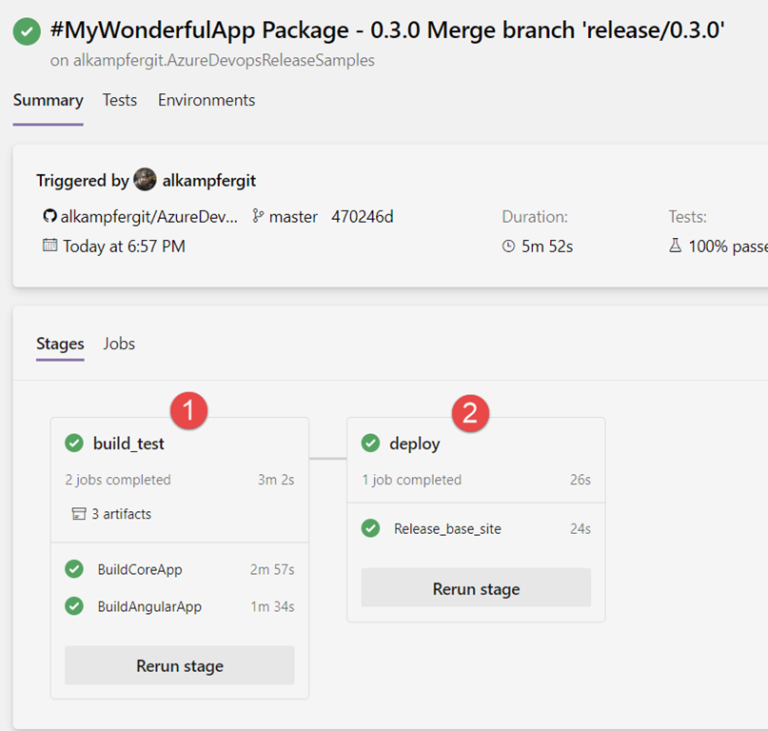 #MyWonderfulApp Package - 0.3.0 Merge branch 'release/0.3.0'
on alkampfergit.AzureDevopsReleaseSamples
Summary Tests Environments
Triggered by alkampfergit
alkampfergit/AzureDev... master 470246d Duration: Tests:
Today at 6:57 PM 5m 52s 100% passe
Stages Jobs
1 2
build_test deploy
2 jobs completed 3m 2s 1 job completed 26s
3 artifacts
Release_base_site 24s
BuildCoreApp 2m 57s
Rerun stage
BuildAngularApp 1m 34s
Rerun stage